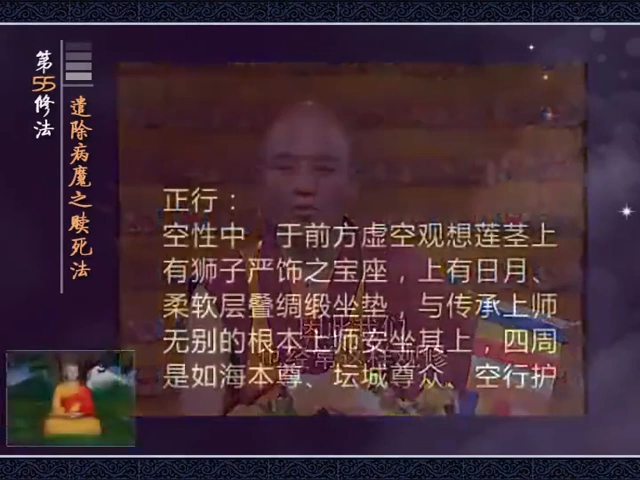 第55修法
遣除病魔之赎死法
正行：
空性中，于前方虚空观想莲茎上
有狮子严饰之宝座，上有日月、
柔软层叠绸缎坐垫，与传承上师
无别的根本上师安坐其上，四周
是如海本尊、坛城尊众、空行护